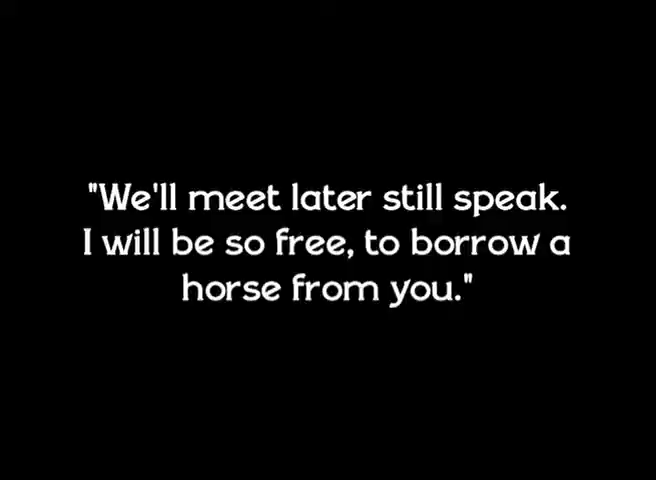 "We'll meet later still speak.
I will be so free, to borrow a
horse from you."